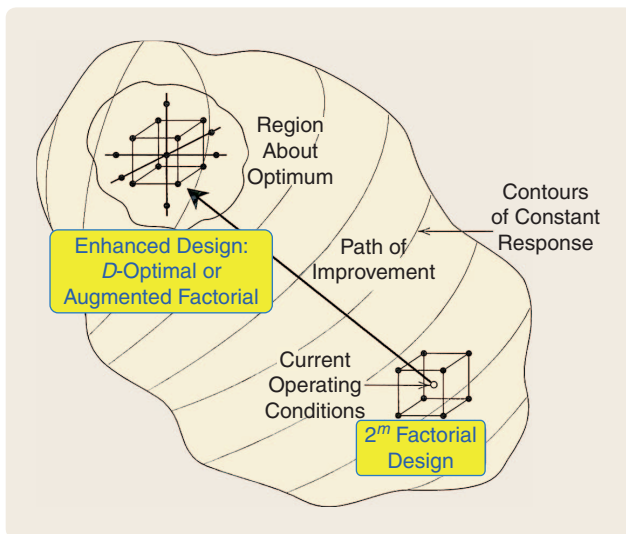 Region
About
Optimum
Contours
of Constant
Response
Enhanced Design:
D-Optimal or
Augmented Factorial
Path of
Improvement
Current
Operating
Conditions
2^m Factorial
Design